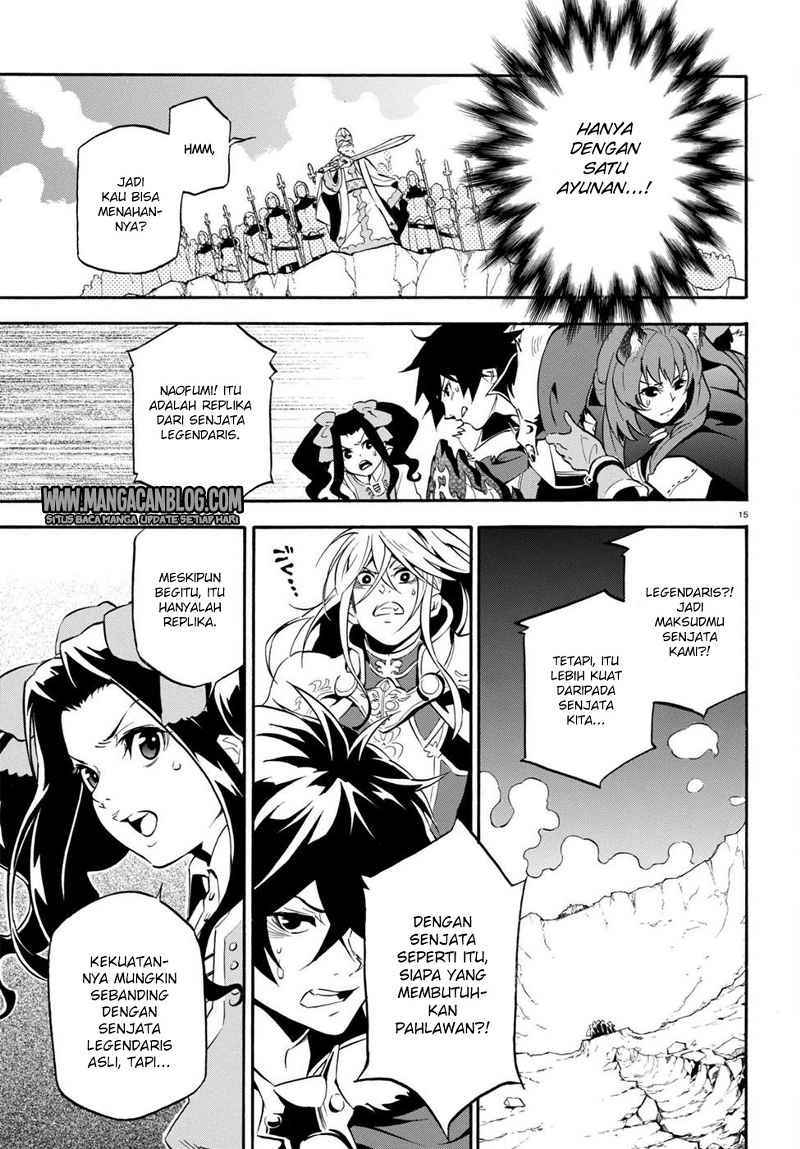 HANYA
DENGAN
SATU
AYUNAN...!
HMM,
JADI
KAU BISA
MENAHAN-
NYA?
NAOFUMI! ITU
ADALAH REPLIKA
DARI SENJATA
LEGENDARIS.
WWW.MANGACANBLOG.COM
SITUS BACA MANGA UPDATE SETIAP HARI
15
LEGENDARIS?!
JADI
MAKSUDMU
SENJATA
KAMI?!
TETAPI, ITU
LEBIH KUAT
DARIPADA
SENJATA
KITA...
DENGAN
SENJATA
SEPERTI ITU,
SIAPA YANG
MEMBUTUH-
KAN
PAHLAWAN?!
MESKIPUN
BEGITU, ITU
HANYALAH
REPLIKA.
KEKUATAN-
NYA MUNGKIN
SEBANDING
DENGAN
SENJATA
LEGENDARIS
ASLI, TAPI...